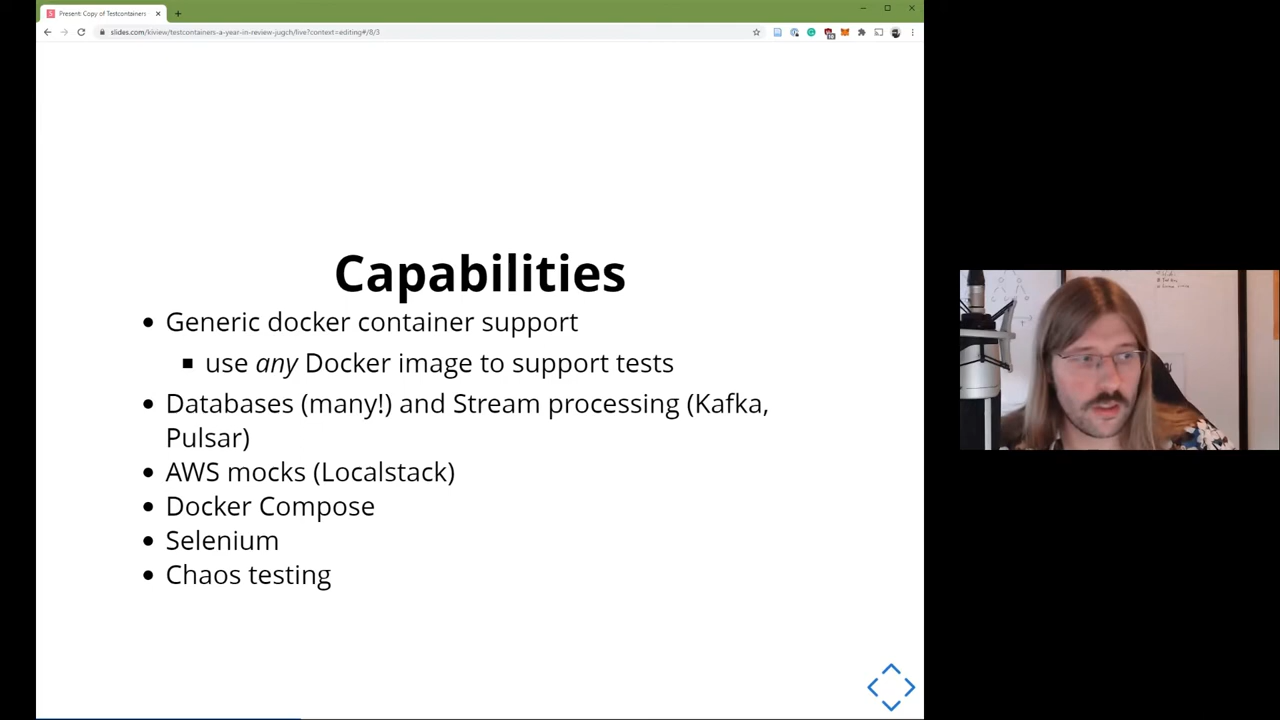 Present: Copy of Testcontainers
slides.com/kiview/testcontainers-a-year-in-review-jugch/live?context=editing#/8/3
Capabilities
• Generic docker container support
▪ use any Docker image to support tests
• Databases (many!) and Stream processing (Kafka,
Pulsar)
• AWS mocks (Localstack)
• Docker Compose
• Selenium
• Chaos testing